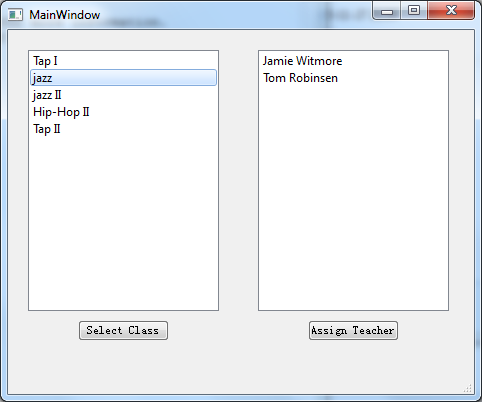 MainWindow
Tap I
jazz
jazz II
Hip-Hop II
Tap II
Jamie Witmore
Tom Robinsen
Select Class
Assign Teacher